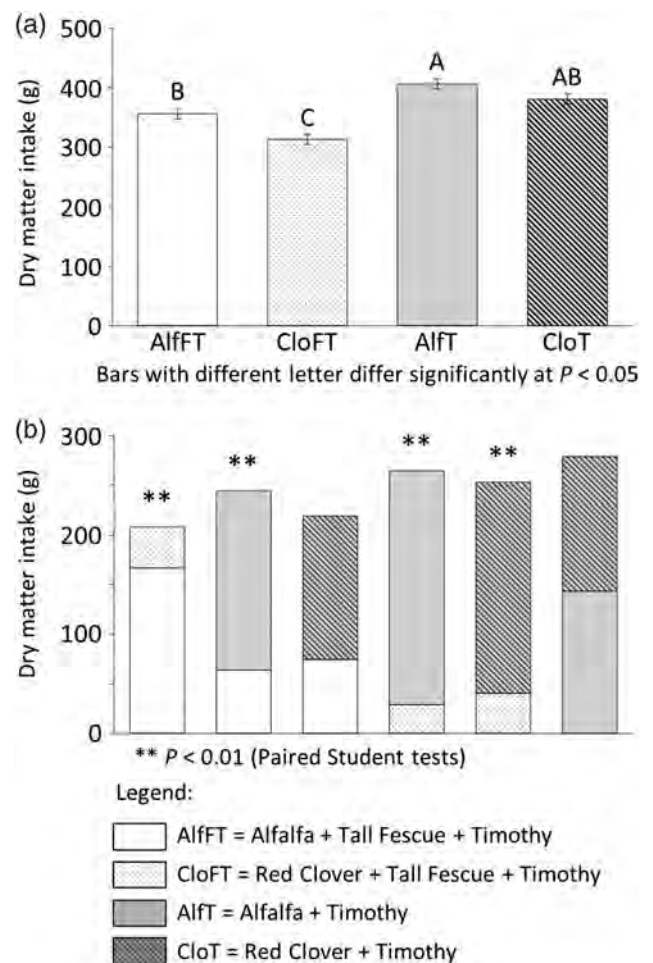 (a)
500
400
300
200
100
0
Dry matter intake (g)
B
C
A
AB
AlfFT CloFT AlfT CloT
Bars with different letter differ significantly at P < 0.05
(b)
300
200
100
0
Dry matter intake (g)
** ** ** **
** P < 0.01 (Paired Student tests)
Legend:
AlfFT = Alfalfa + Tall Fescue + Timothy
CloFT = Red Clover + Tall Fescue + Timothy
AlfT = Alfalfa + Timothy
CloT = Red Clover + Timothy